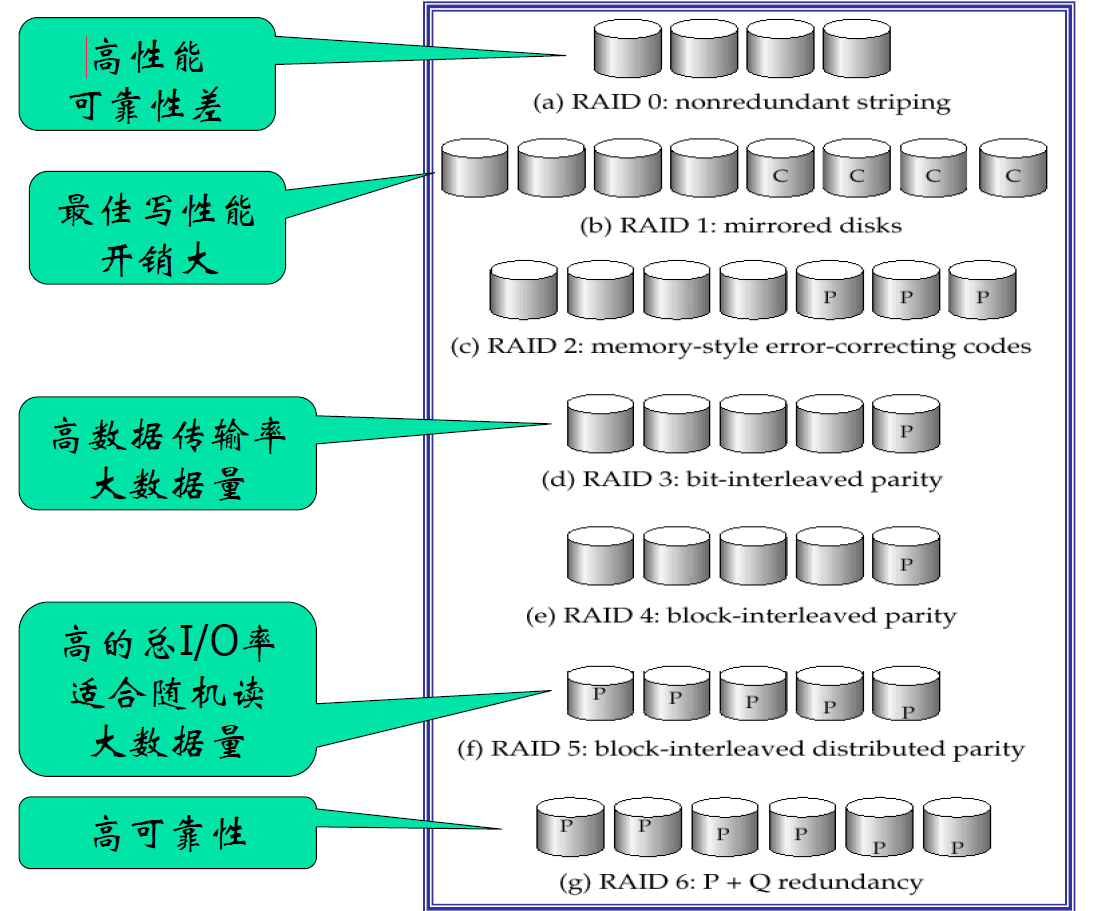 高性能
可靠性差
(a) RAID 0: nonredundant striping
最佳写性能
开销大
C C C C
(b) RAID 1: mirrored disks
P P P
(c) RAID 2: memory-style error-correcting codes
高数据传输率
大数据量
P
(d) RAID 3: bit-interleaved parity
P
(e) RAID 4: block-interleaved parity
高的总I/O率
适合随机读
大数据量
P P P P P
(f) RAID 5: block-interleaved distributed parity
高可靠性
P P P P P P
(g) RAID 6: P + Q redundancy